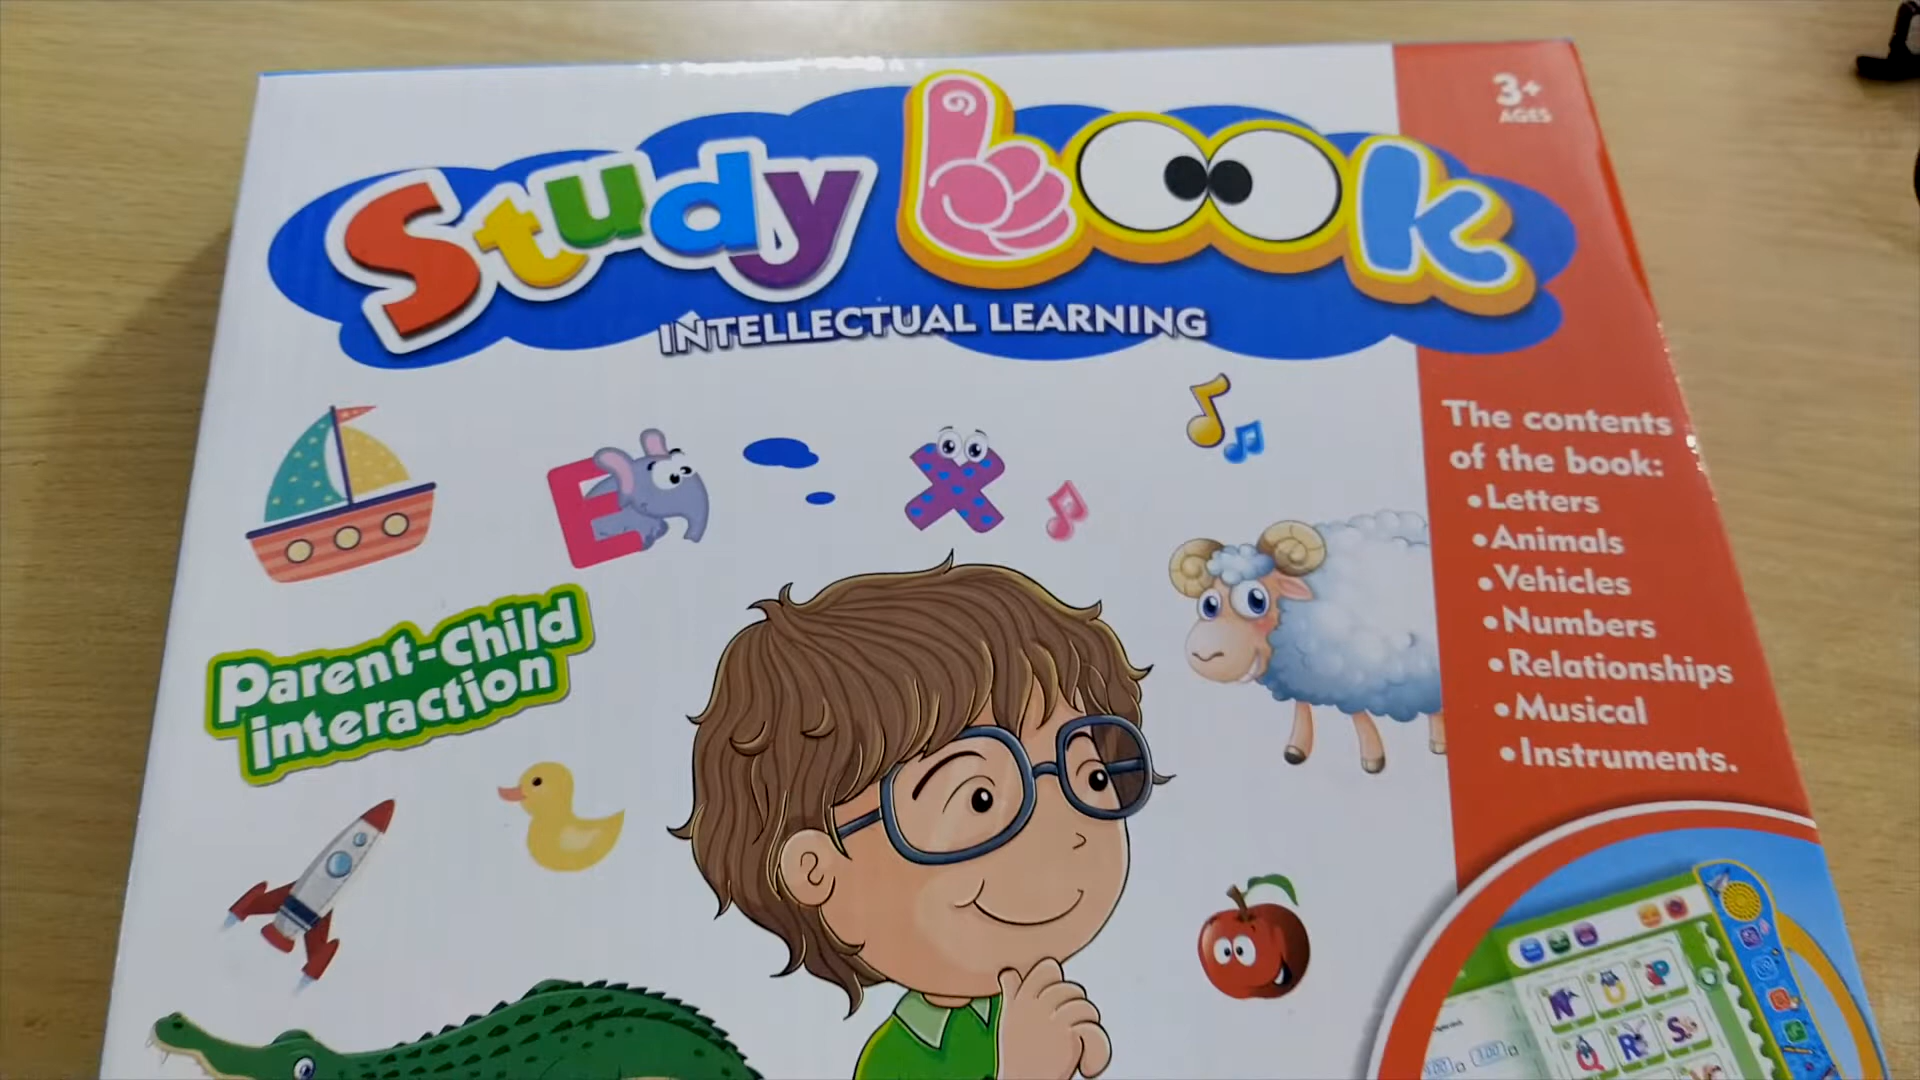 Study book
INTELLECTUAL LEARNING
3+
AGES
E
X
The contents
of the book:
•Letters
•Animals
•Vehicles
•Numbers
•Relationships
•Musical
•Instruments.
Parent-Child
interaction
N O P
Q R S